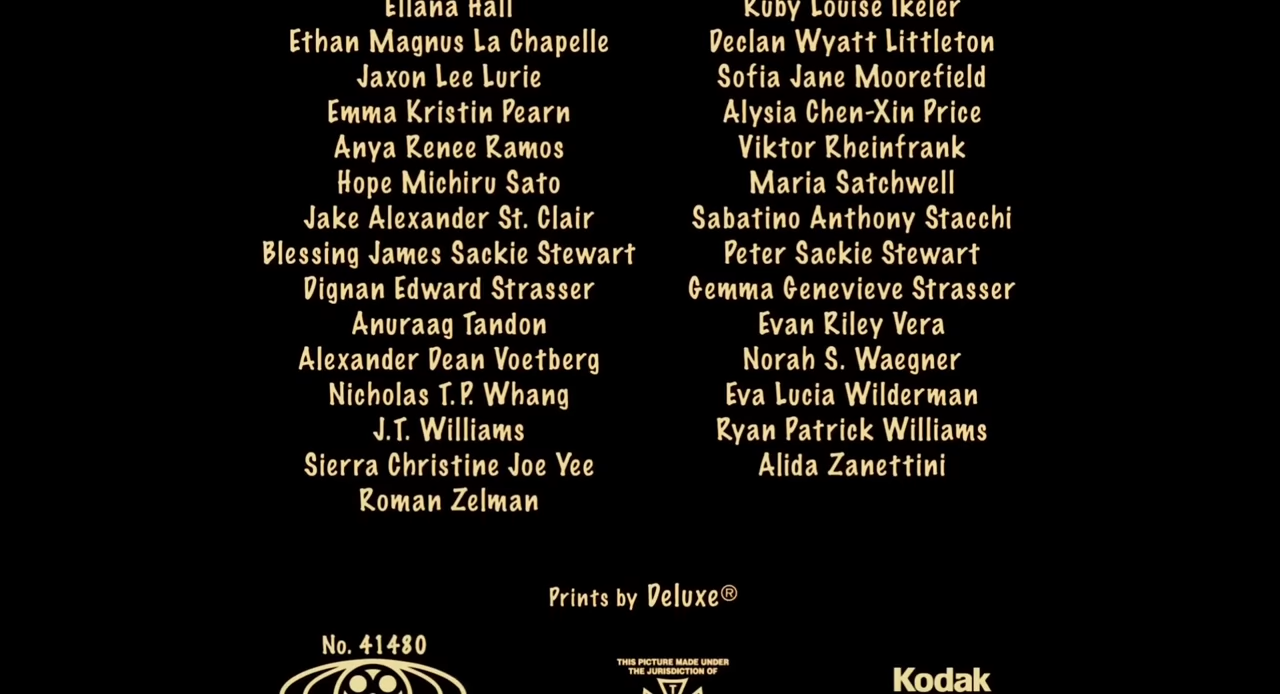 Eliana Hall
Ruby Louise Ikeler
Ethan Magnus La Chapelle
Declan Wyatt Littleton
Jaxon Lee Lurie
Sofia Jane Moorefield
Emma Kristin Pearn
Alysia Chen-Xin Price
Anya Renee Ramos
Viktor Rheinfrank
Hope Michiru Sato
Maria Satchwell
Jake Alexander St. Clair
Sabatino Anthony Stacchi
Blessing James Sackie Stewart
Peter Sackie Stewart
Dignan Edward Strasser
Gemma Genevieve Strasser
Anuraag Tandon
Evan Riley Vera
Alexander Dean Voetberg
Norah S. Waegner
Nicholas T.P. Whang
Eva Lucia Wilderman
J.T. Williams
Ryan Patrick Williams
Sierra Christine Joe Yee
Alida Zanettini
Roman Zelman
Prints by Deluxe®
No. 41480
THIS PICTURE MADE UNDER
THE JURISDICTION OF
T
Kodak